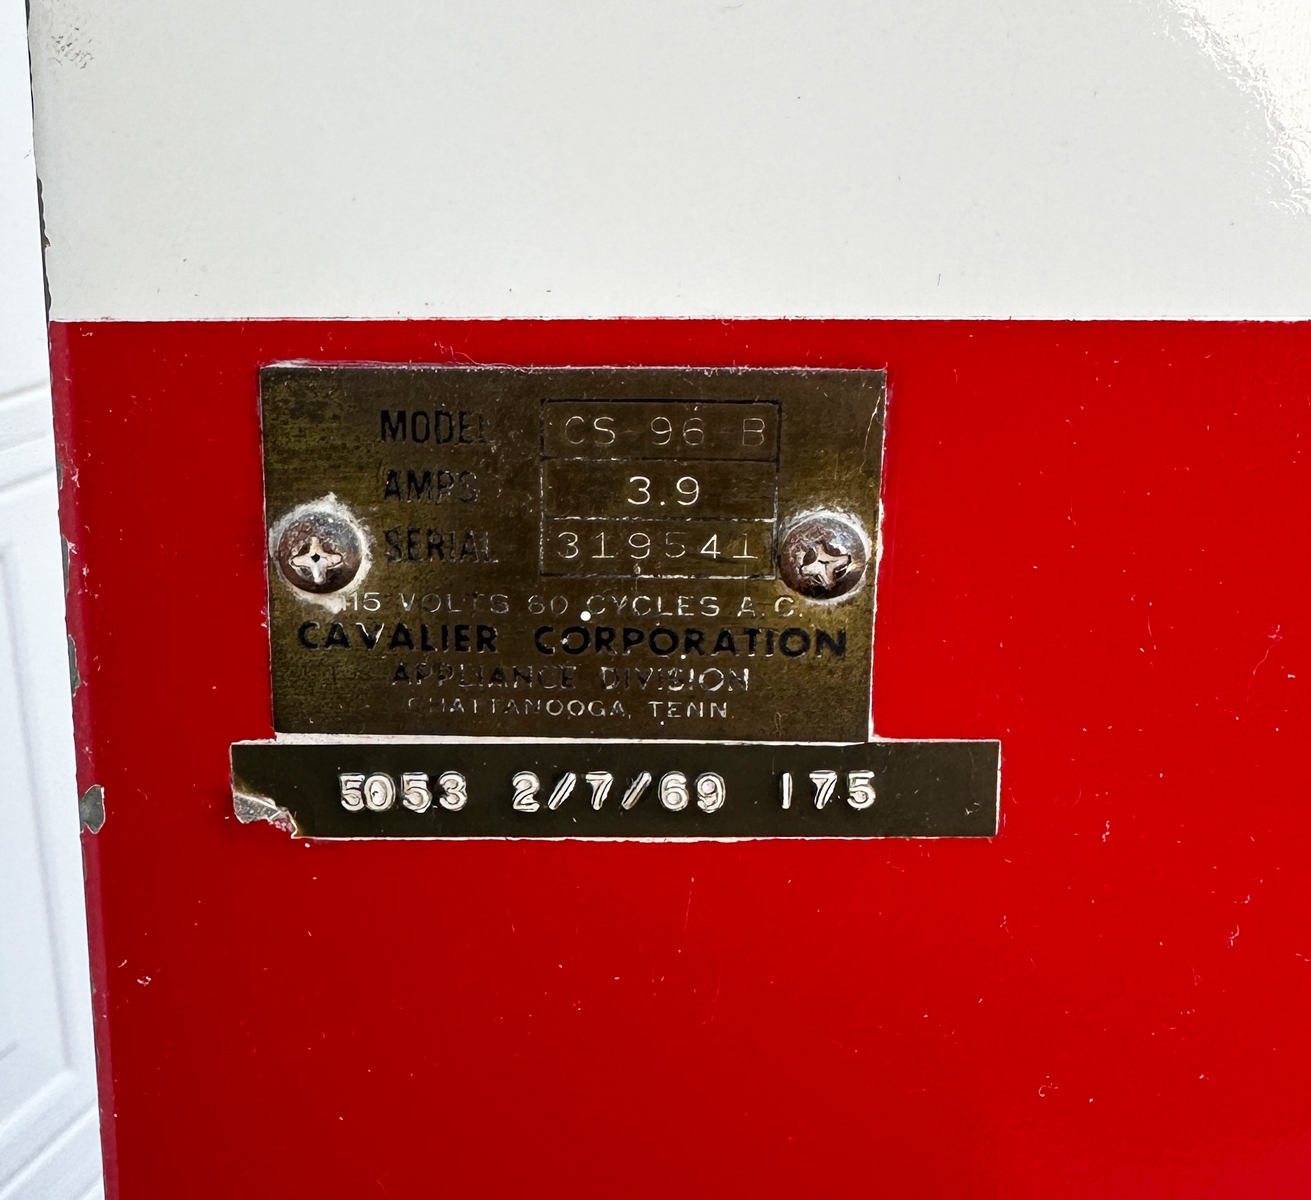 MODEL CS-96-B
AMPS 3.9
SERIAL 319541
115 VOLTS 60 CYCLES A.C.
CAVALIER CORPORATION
APPLIANCE DIVISION
CHATTANOOGA, TENN.
5053 2/7/69 175